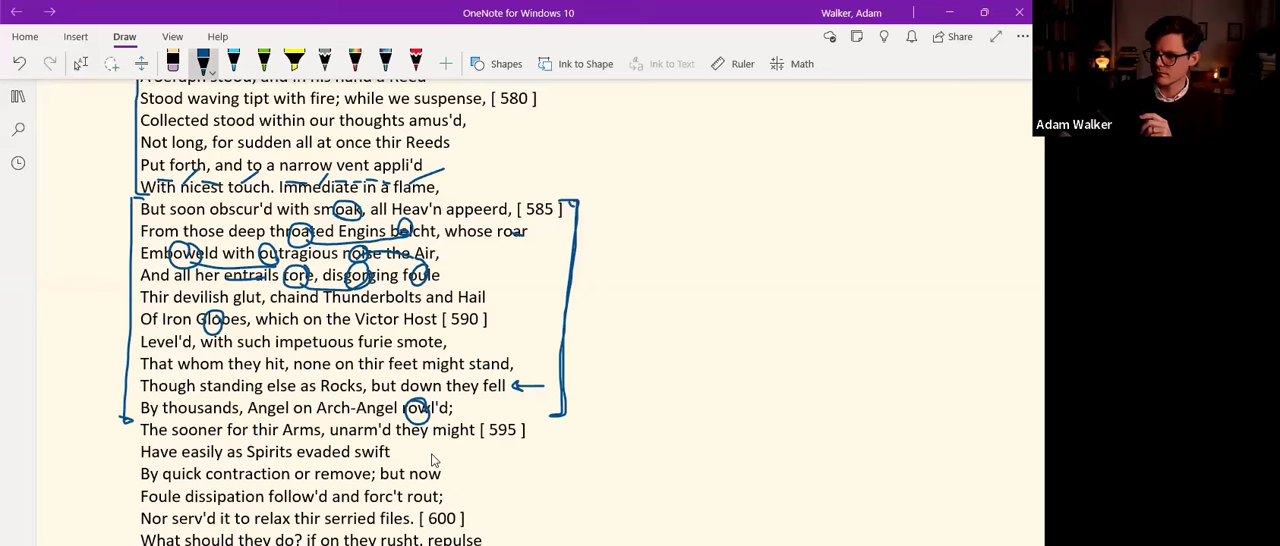 OneNote for Windows 10
Walker, Adam
Home Insert Draw View Help
Share
Shapes Ink to Shape Ink to Text Ruler Math
A Seraph stood, and in his hand a Reed
Stood waving tipt with fire; while we suspense, [ 580 ]
Collected stood within our thoughts amus'd,
Not long, for sudden all at once thir Reeds
Put forth, and to a narrow vent appli'd
With nicest touch. Immediate in a flame,
But soon obscur'd with smoak, all Heav'n appeerd, [ 585 ]
From those deep throated Engins belcht, whose roar
Emboweld with outragious noise the Air,
And all her entrails tore, disgorging foule
Thir devilish glut, chaind Thunderbolts and Hail
Of Iron Globes, which on the Victor Host [ 590 ]
Level'd, with such impetuous furie smote,
That whom they hit, none on thir feet might stand,
Though standing else as Rocks, but down they fell
By thousands, Angel on Arch-Angel rowl'd;
The sooner for thir Arms, unarm'd they might [ 595 ]
Have easily as Spirits evaded swift
By quick contraction or remove; but now
Foule dissipation follow'd and forc't rout;
Nor serv'd it to relax thir serried files. [ 600 ]
What should they do? if on they rusht, repulse
Adam Walker